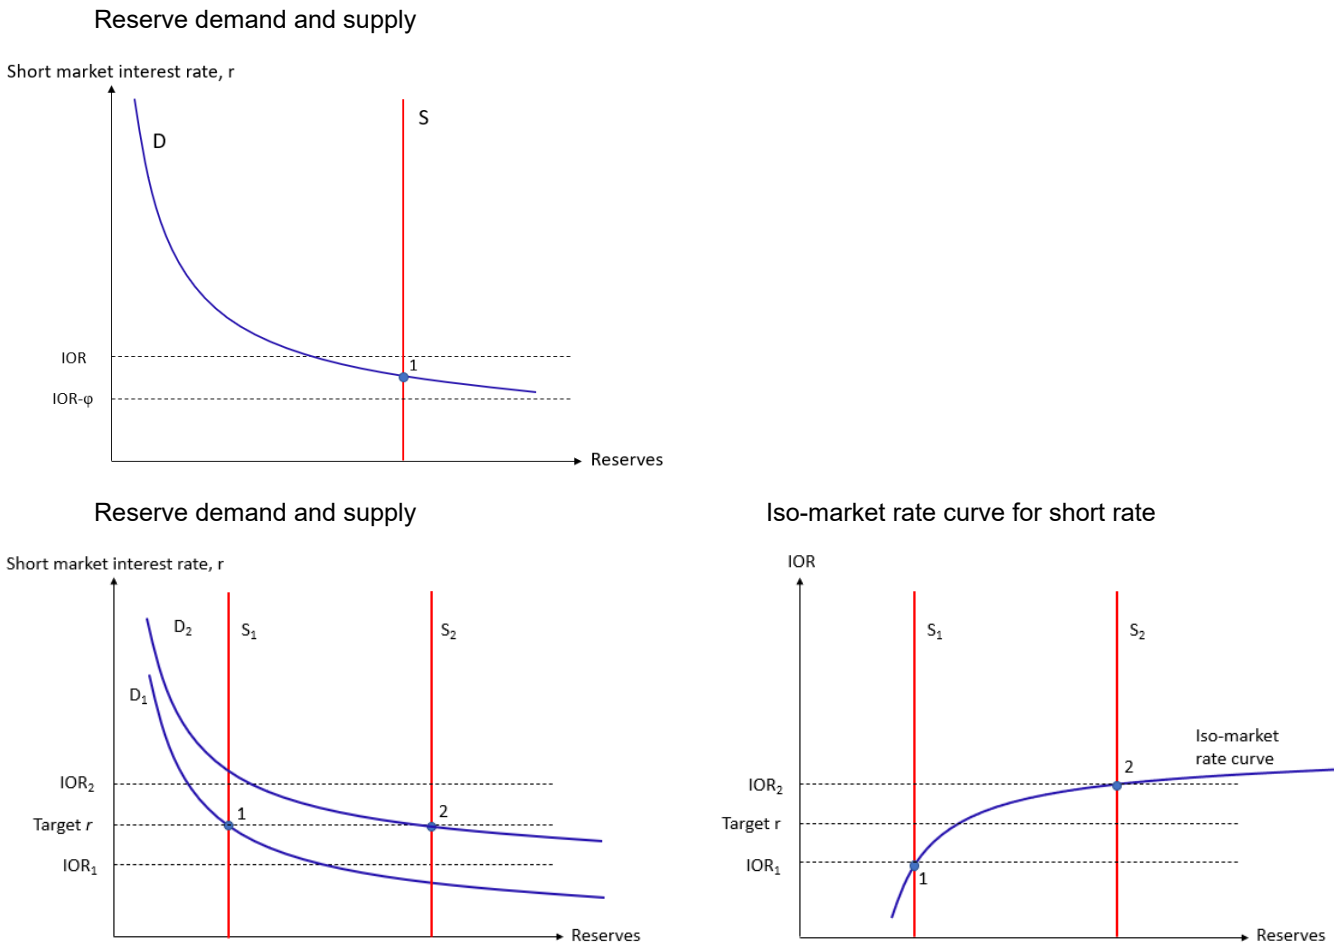 Reserve demand and supply
Short market interest rate, r
D
S
IOR
1
IOR-φ
Reserves
Reserve demand and supply
Short market interest rate, r
D₂
S₁
S₂
D₁
IOR₂
1
2
Target r
IOR₁
Reserves
Iso-market rate curve for short rate
IOR
S₁
S₂
Iso-market
rate curve
2
IOR₂
Target r
IOR₁
1
Reserves